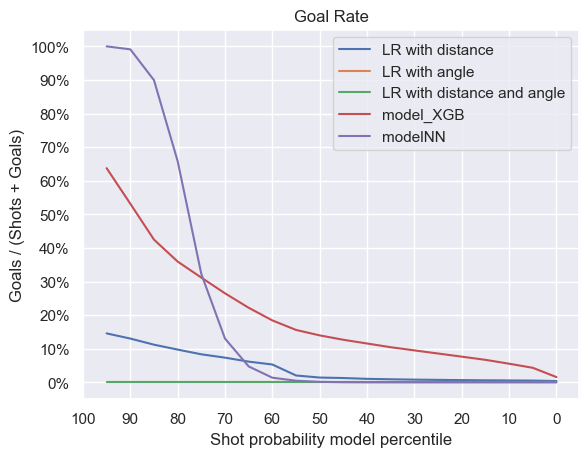 Goal Rate
100%
90%
80%
70%
60%
50%
40%
30%
20%
10%
0%
Goals / (Shots + Goals)
LR with distance
LR with angle
LR with distance and angle
model_XGB
modelNN
100 90 80 70 60 50 40 30 20 10 0
Shot probability model percentile